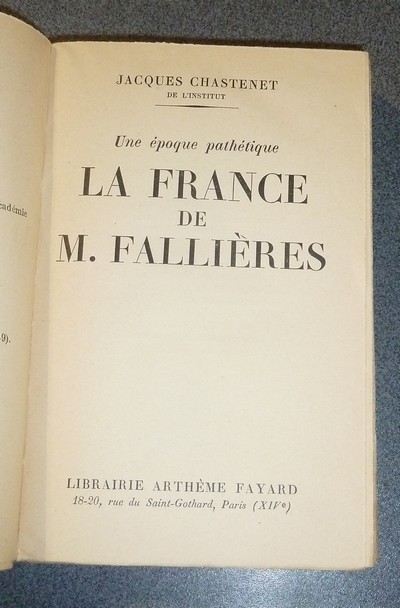 JACQUES CHASTENET
DE L'INSTITUT
Une époque pathétique
LA FRANCE
DE
M. FALLIÈRES
LIBRAIRIE ARTHÈME FAYARD
18-20, rue du Saint-Gothard, Paris (XIVe)
9).